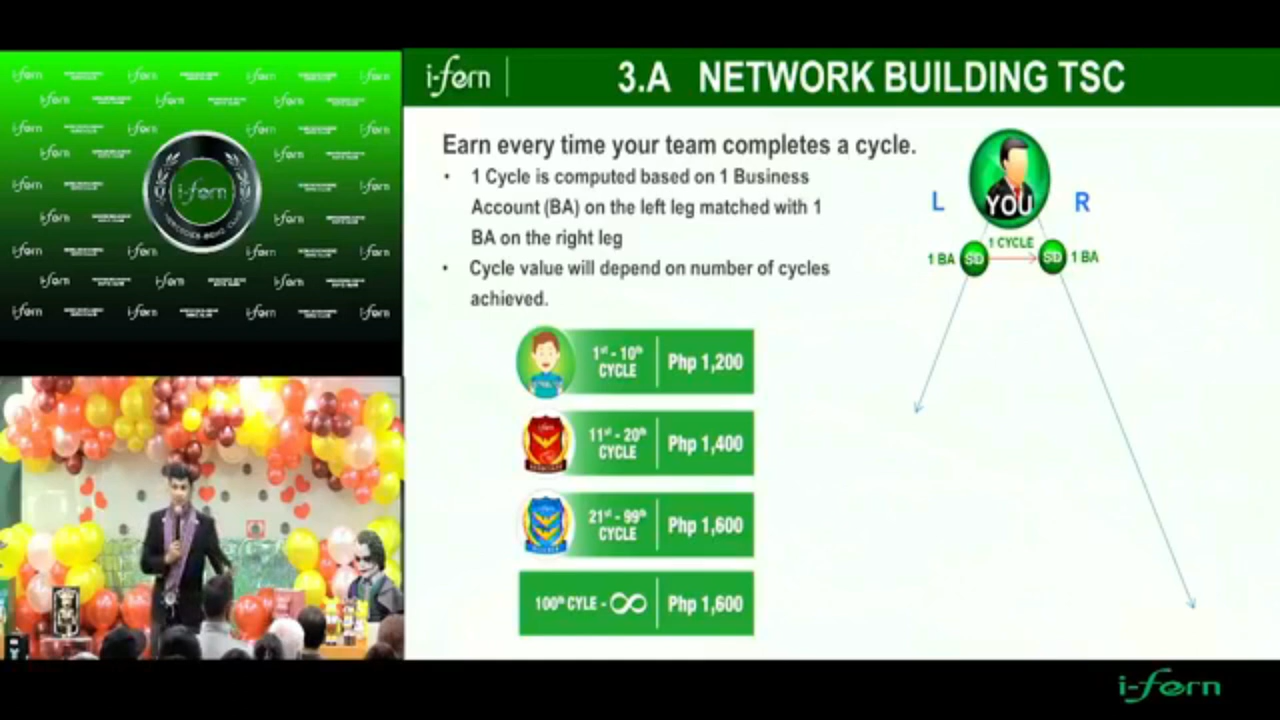 i-fern
3.A NETWORK BUILDING TSC
Earn every time your team completes a cycle.
• 1 Cycle is computed based on 1 Business
Account (BA) on the left leg matched with 1
BA on the right leg
• Cycle value will depend on number of cycles
achieved.
1st - 10th
CYCLE
Php 1,200
11st - 20th
CYCLE
Php 1,400
21st - 99th
CYCLE
Php 1,600
100th CYLE - ∞ Php 1,600
YOU
L R
1 CYCLE
1 BA SD SD 1 BA
i-fern
i-fern